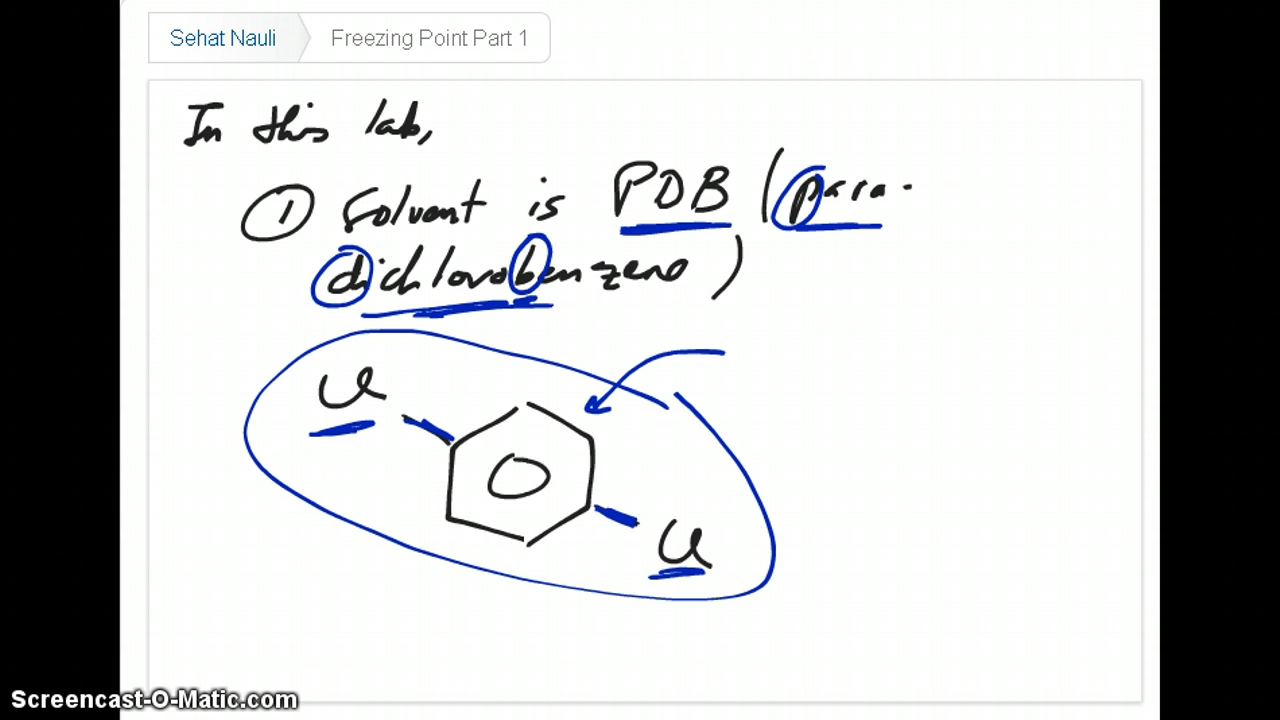 Sehat Nauli
Freezing Point Part 1
In this lab,
① Solvent is PDB (para-
dichlorobenzene)
Cl
Cl
Screencast-O-Matic.com